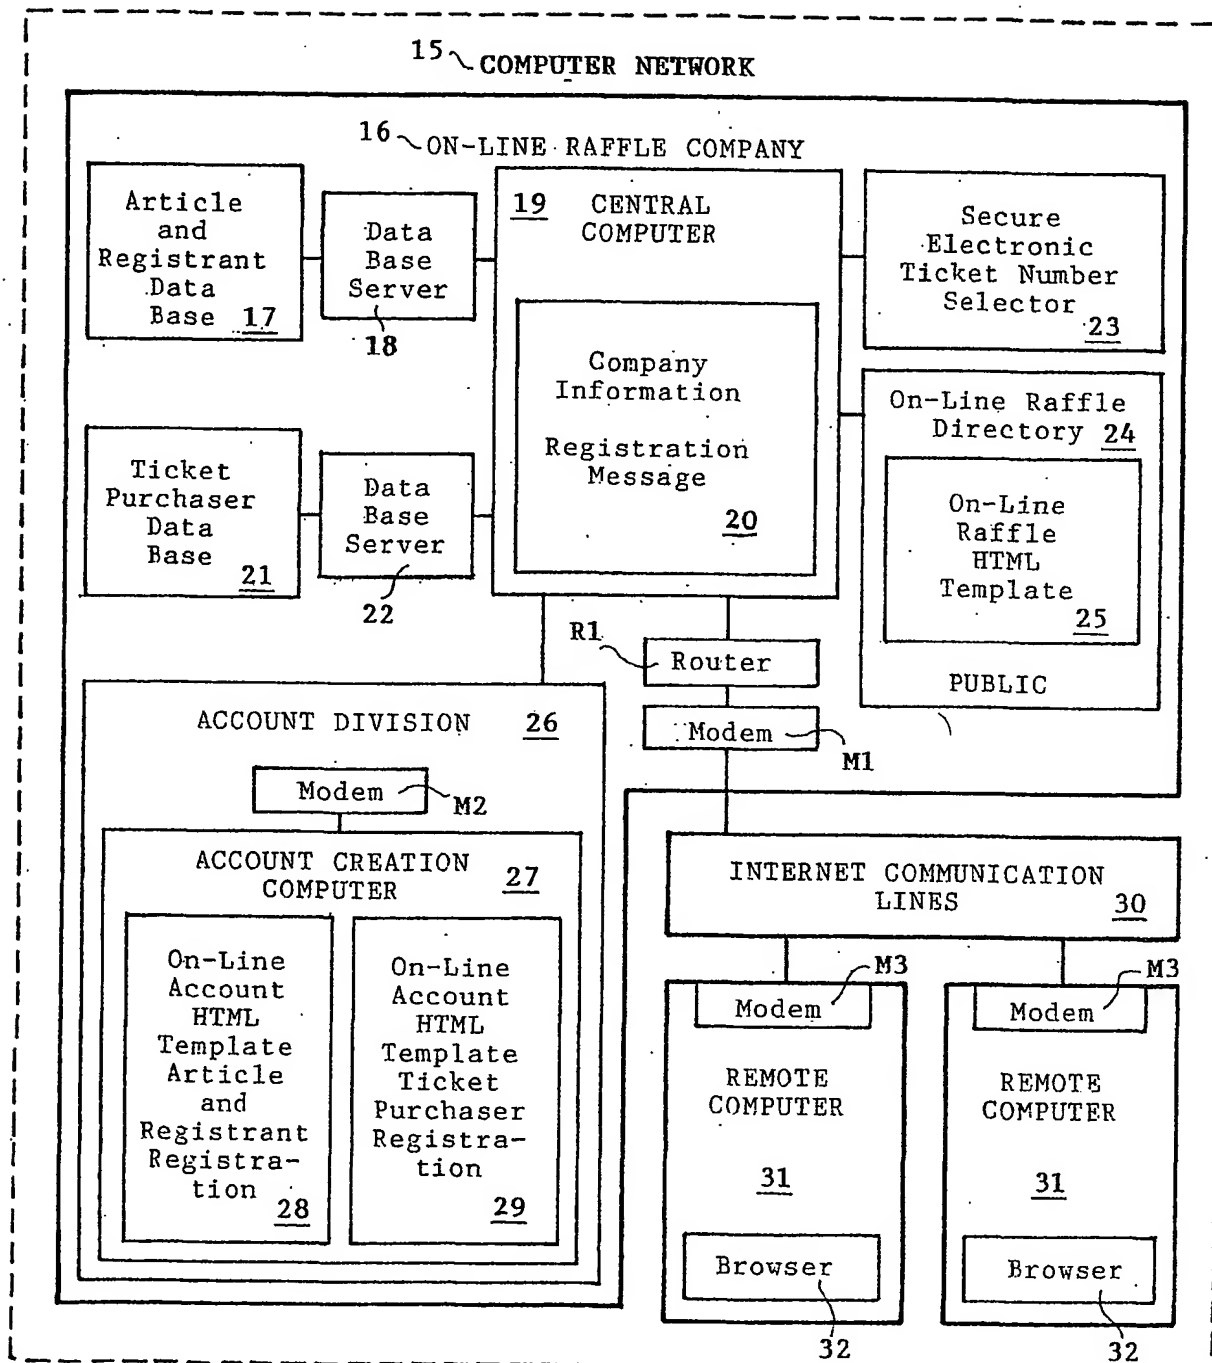 15 COMPUTER NETWORK
16 ON-LINE RAFFLE COMPANY
Article
and
Registrant
Data
Base 17
Data
Base
Server
18
19 CENTRAL
COMPUTER
Company
Information
Registration
Message
20
Secure
Electronic
Ticket Number
Selector
23
Ticket
Purchaser
Data
Base
21
Data
Base
Server
22
On-Line Raffle
Directory 24
On-Line
Raffle
HTML
Template
25
PUBLIC
R1
Router
Modem
M1
ACCOUNT DIVISION 26
Modem
M2
ACCOUNT CREATION
COMPUTER
27
On-Line
Account
HTML
Template
Article
and
Registrant
Registra-
tion
28
On-Line
Account
HTML
Template
Ticket
Purchaser
Registra-
tion
29
INTERNET COMMUNICATION
LINES
30
M3
Modem
REMOTE
COMPUTER
31
Browser
32
M3
Modem
REMOTE
COMPUTER
31
Browser
32